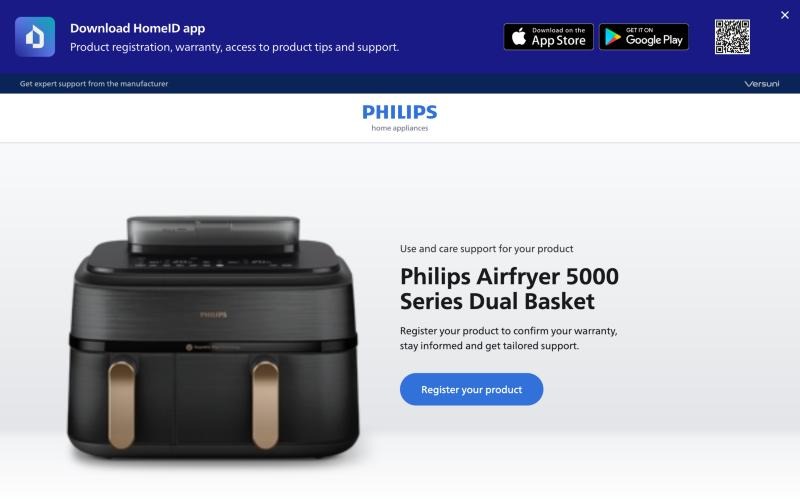 Download HomeID app
Product registration, warranty, access to product tips and support.
Download on the
App Store
GET IT ON
Google Play
Get expert support from the manufacturer
Versuni
PHILIPS
home appliances
Use and care support for your product
Philips Airfryer 5000
Series Dual Basket
Register your product to confirm your warranty,
stay informed and get tailored support.
Register your product
PHILIPS